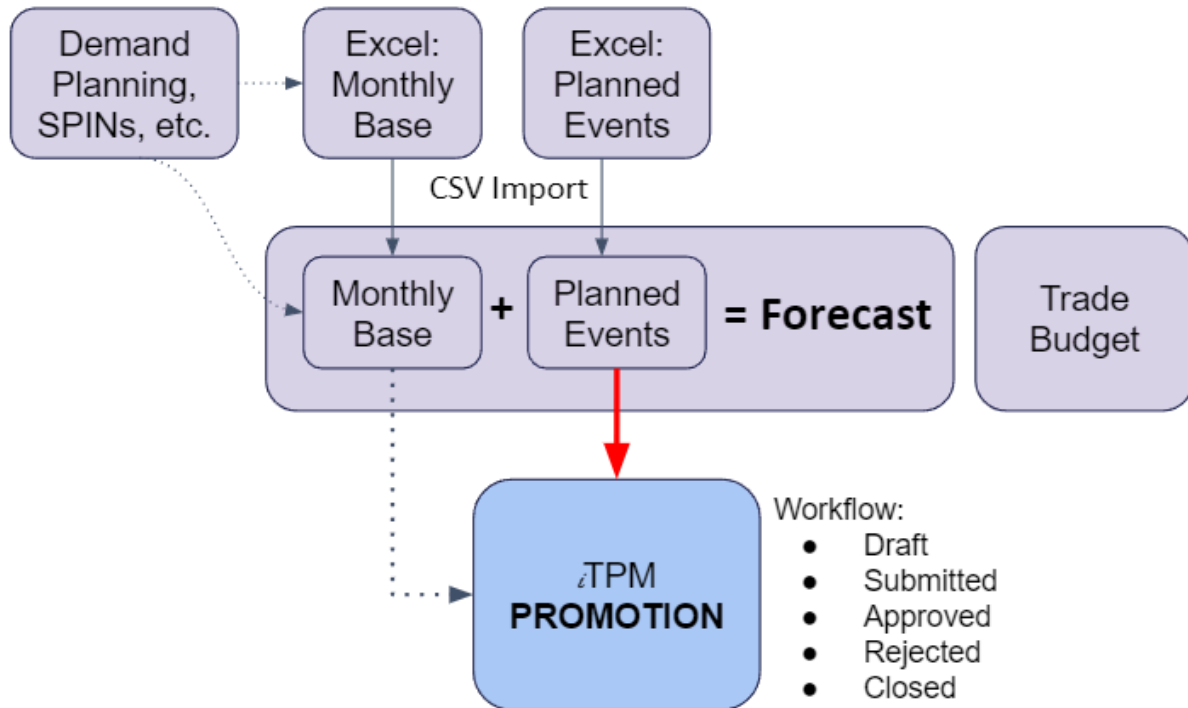 Demand
Planning,
SPINs, etc.
Excel:
Monthly
Base
Excel:
Planned
Events
CSV Import
Monthly
Base
+
Planned
Events
= Forecast
Trade
Budget
iTPM
PROMOTION
Workflow:
● Draft
● Submitted
● Approved
● Rejected
● Closed